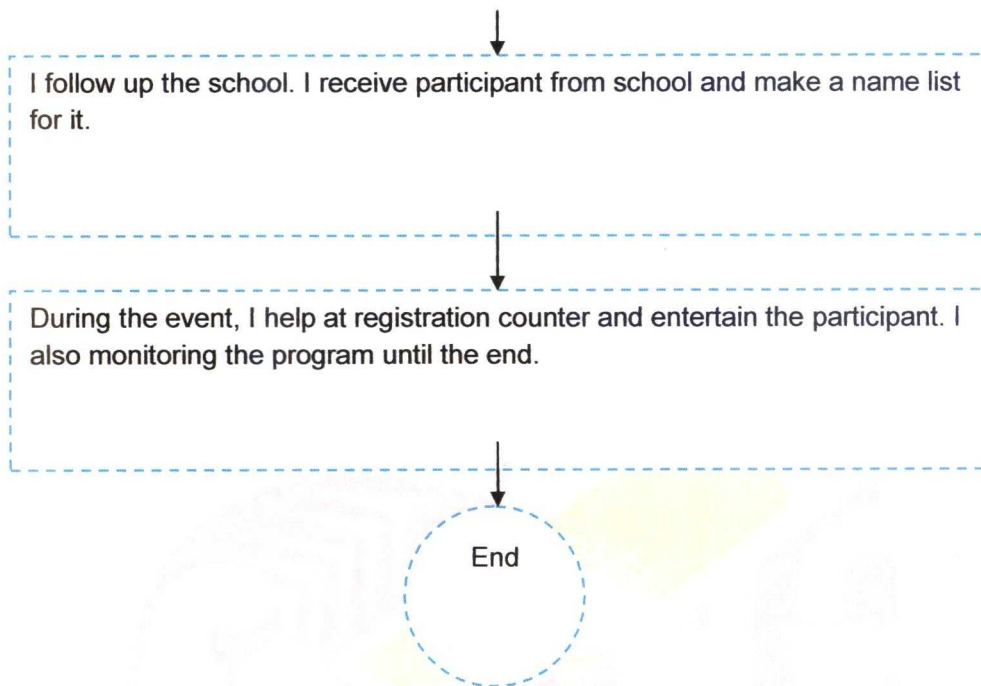 I follow up the school. I receive participant from school and make a name list
for it.
During the event, I help at registration counter and entertain the participant. I
also monitoring the program until the end.
End